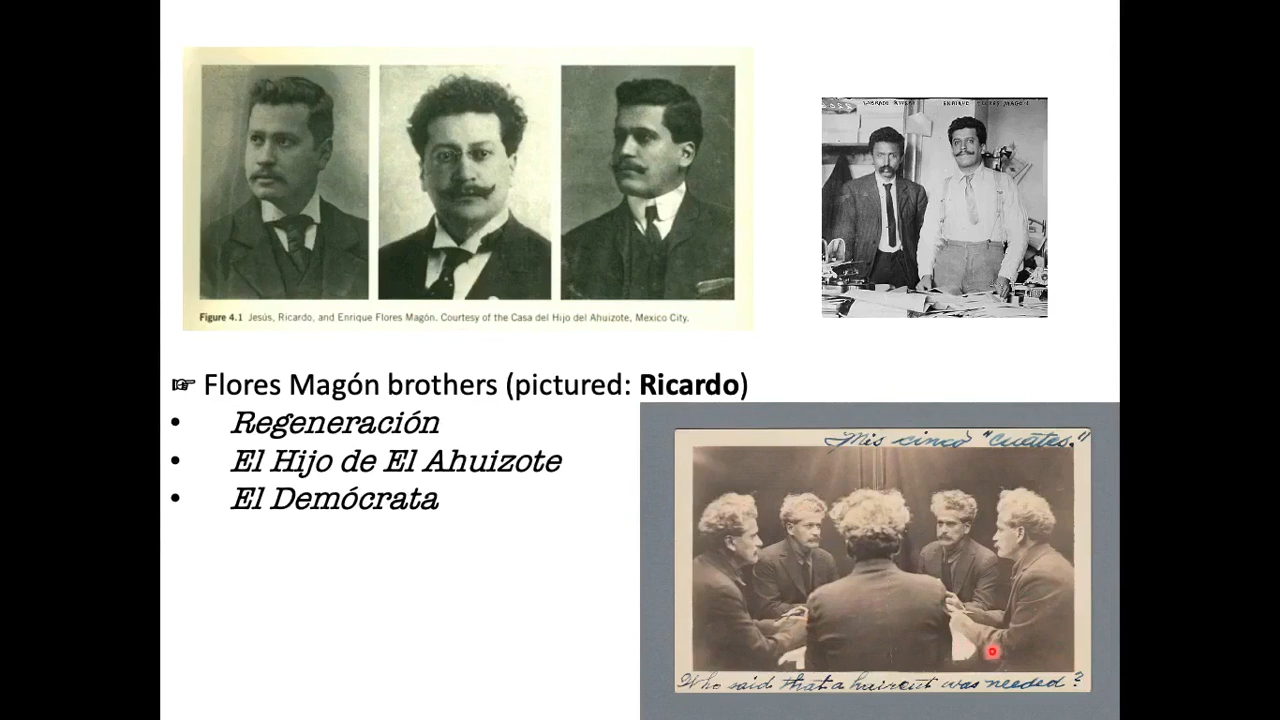 Figure 4.1 Jesús, Ricardo, and Enrique Flores Magón. Courtesy of the Casa del Hijo del Ahuizote, Mexico City.
ENRIQUE FLORES MAGON
☞ Flores Magón brothers (pictured: Ricardo)
• Regeneración
• El Hijo de El Ahuizote
• El Demócrata
Mis cinco "cuates."
Who said that a haircut was needed?